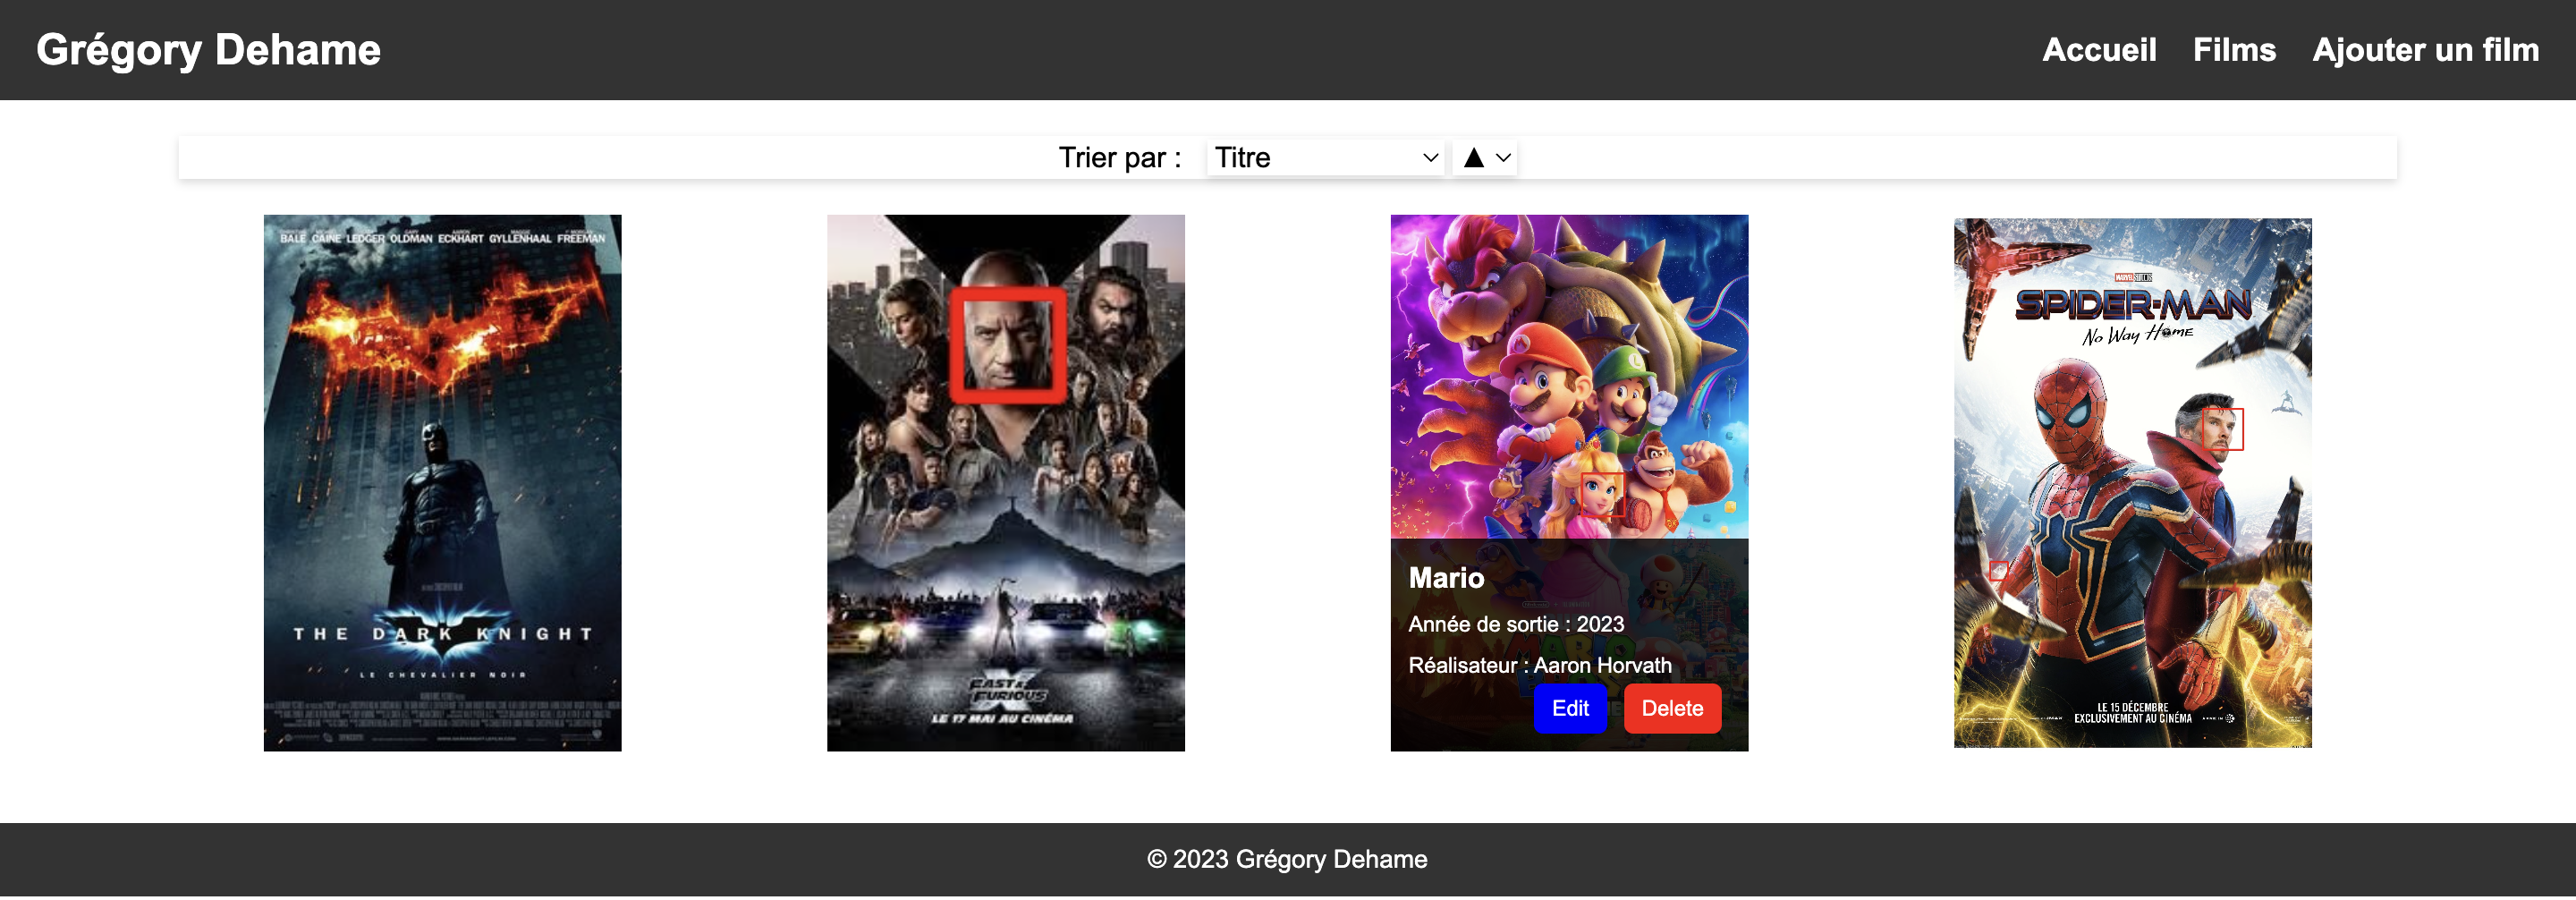 Grégory Dehame
Accueil Films Ajouter un film
Trier par : Titre ▲
BALE CAINE LEDGER OLDMAN ECKHART GYLLENHAAL FREEMAN
THE DARK KNIGHT
LE CHEVALIER NOIR
FAST & FURIOUS
X
LE 17 MAI AU CINÉMA
Mario
Année de sortie : 2023
Réalisateur : Aaron Horvath
Edit Delete
MARVEL STUDIOS
SPIDER-MAN
NO WAY HOME
LE 15 DÉCEMBRE
EXCLUSIVEMENT AU CINÉMA
© 2023 Grégory Dehame